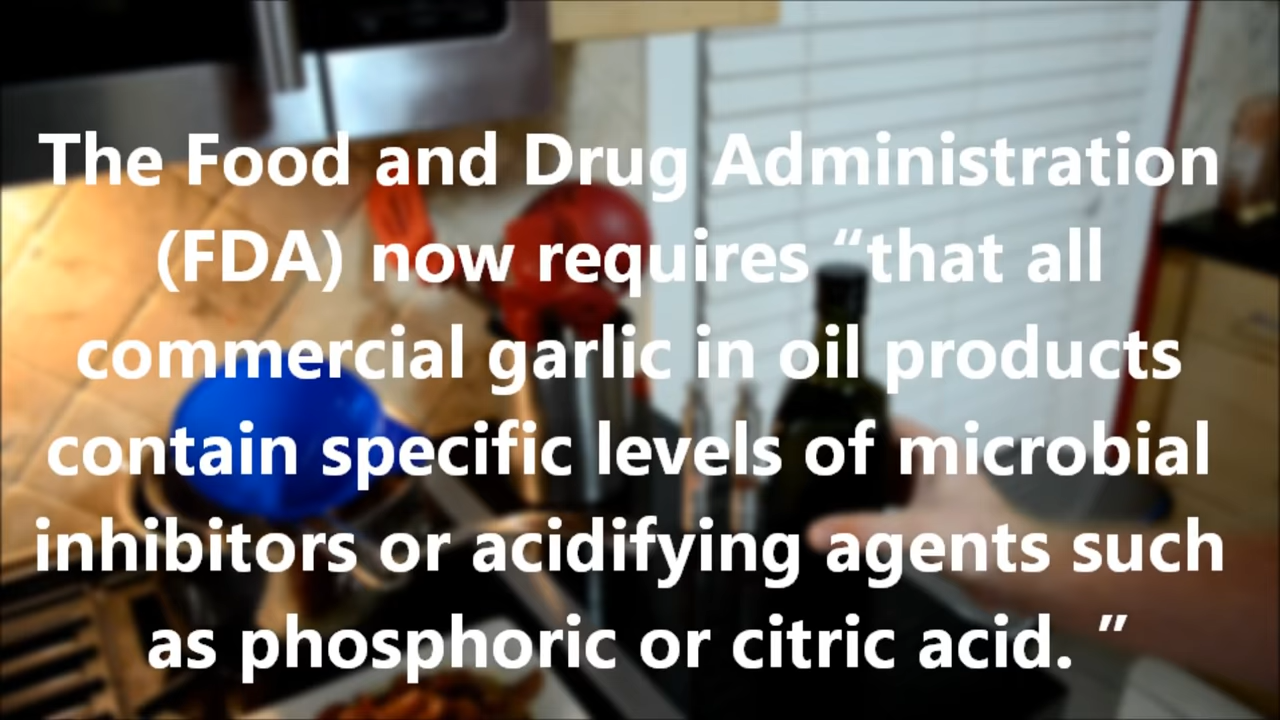 The Food and Drug Administration
(FDA) now requires “that all
commercial garlic in oil products
contain specific levels of microbial
inhibitors or acidifying agents such
as phosphoric or citric acid. ”